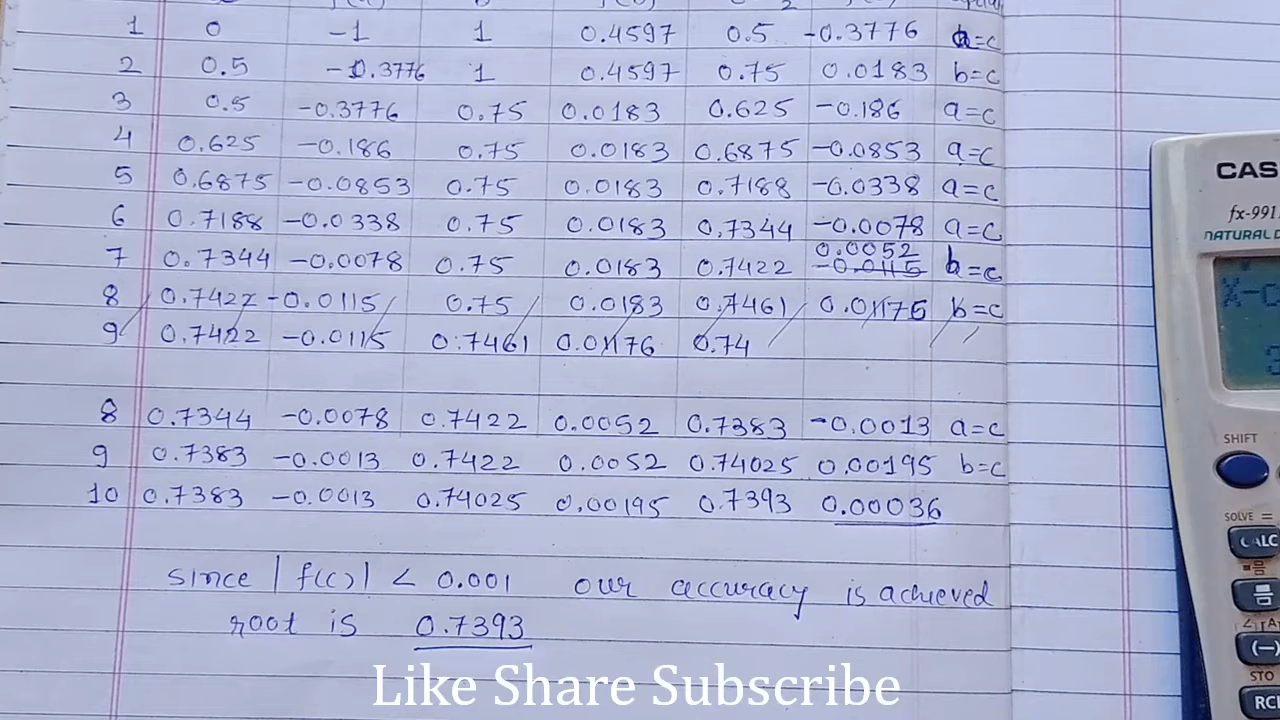 1 0 -1 1 0.4597 0.5 -0.3776 a=c
2 0.5 -0.3776 1 0.4597 0.75 0.0183 b=c
3 0.5 -0.3776 0.75 0.0183 0.625 -0.186 a=c
4 0.625 -0.186 0.75 0.0183 0.6875 -0.0853 a=c
5 0.6875 -0.0853 0.75 0.0183 0.7188 -0.0338 a=c
6 0.7188 -0.0338 0.75 0.0183 0.7344 -0.0078 a=c
0.0052
7 0.7344 -0.0078 0.75 0.0183 0.7422 -0.0115 b=c
8 0.7422 -0.0115 0.75 0.0183 0.7461 0.01176 b=c
9 0.7422 -0.0115 0.7461 0.01176 0.74
8 0.7344 -0.0078 0.7422 0.0052 0.7383 -0.0013 a=c
9 0.7383 -0.0013 0.7422 0.0052 0.74025 0.00195 b=c
10 0.7383 -0.0013 0.74025 0.00195 0.7393 0.00036
since |f(c)| < 0.001 our accuracy is achieved
root is 0.7393
Like Share Subscribe
CAS
fx-991
NATURAL
SHIFT
SOLVE =
CALC
(-)
STO
RCL